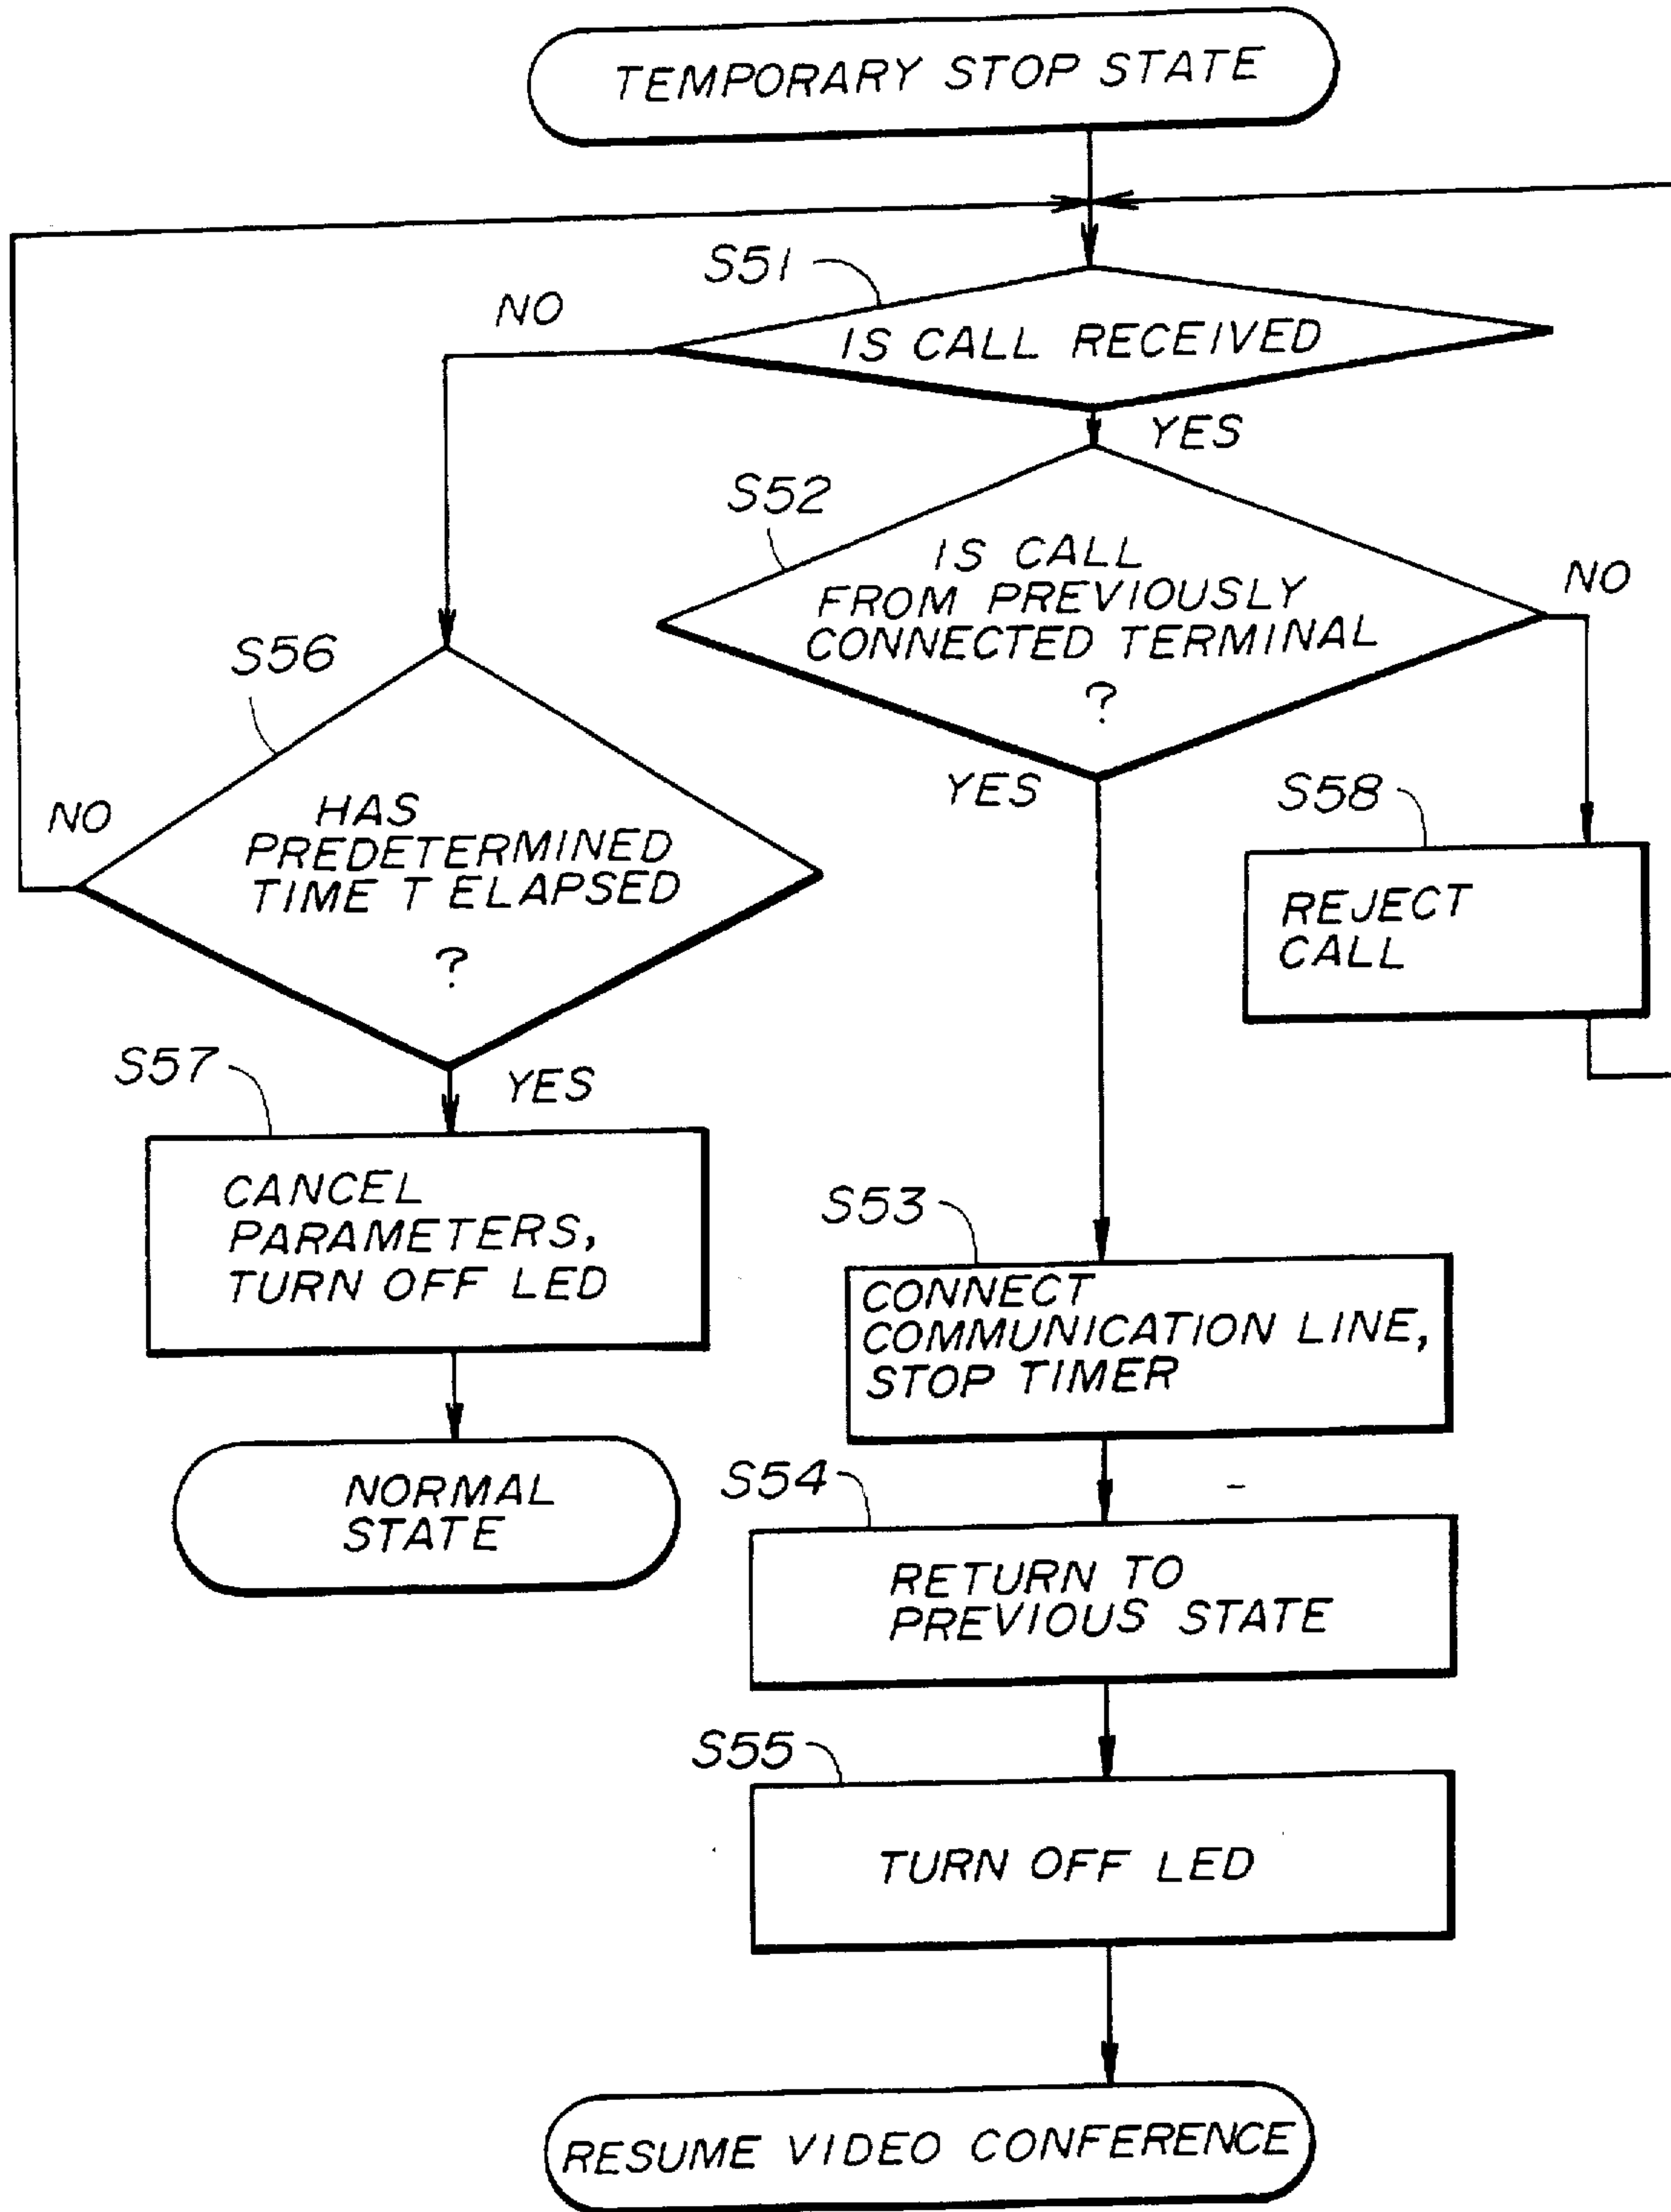 TEMPORARY STOP STATE
S51
NO
IS CALL RECEIVED
YES
S52
IS CALL
FROM PREVIOUSLY
CONNECTED TERMINAL
?
NO
YES
S56
NO
HAS
PREDETERMINED
TIME T ELAPSED
?
YES
S58
REJECT
CALL
S57
CANCEL
PARAMETERS,
TURN OFF LED
NORMAL
STATE
S53
CONNECT
COMMUNICATION LINE,
STOP TIMER
S54
RETURN TO
PREVIOUS STATE
S55
TURN OFF LED
RESUME VIDEO CONFERENCE